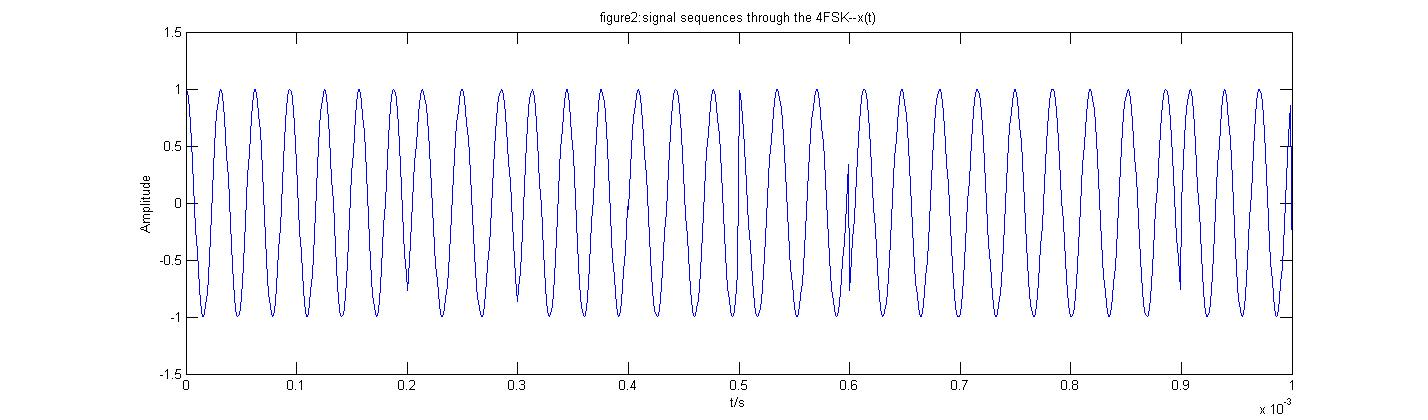 figure2:signal sequences through the 4FSK--x(t)
1.5
1
0.5
0
-0.5
-1
-1.5
Amplitude
0 0.1 0.2 0.3 0.4 0.5 0.6 0.7 0.8 0.9 1
t/s
x 10^-3